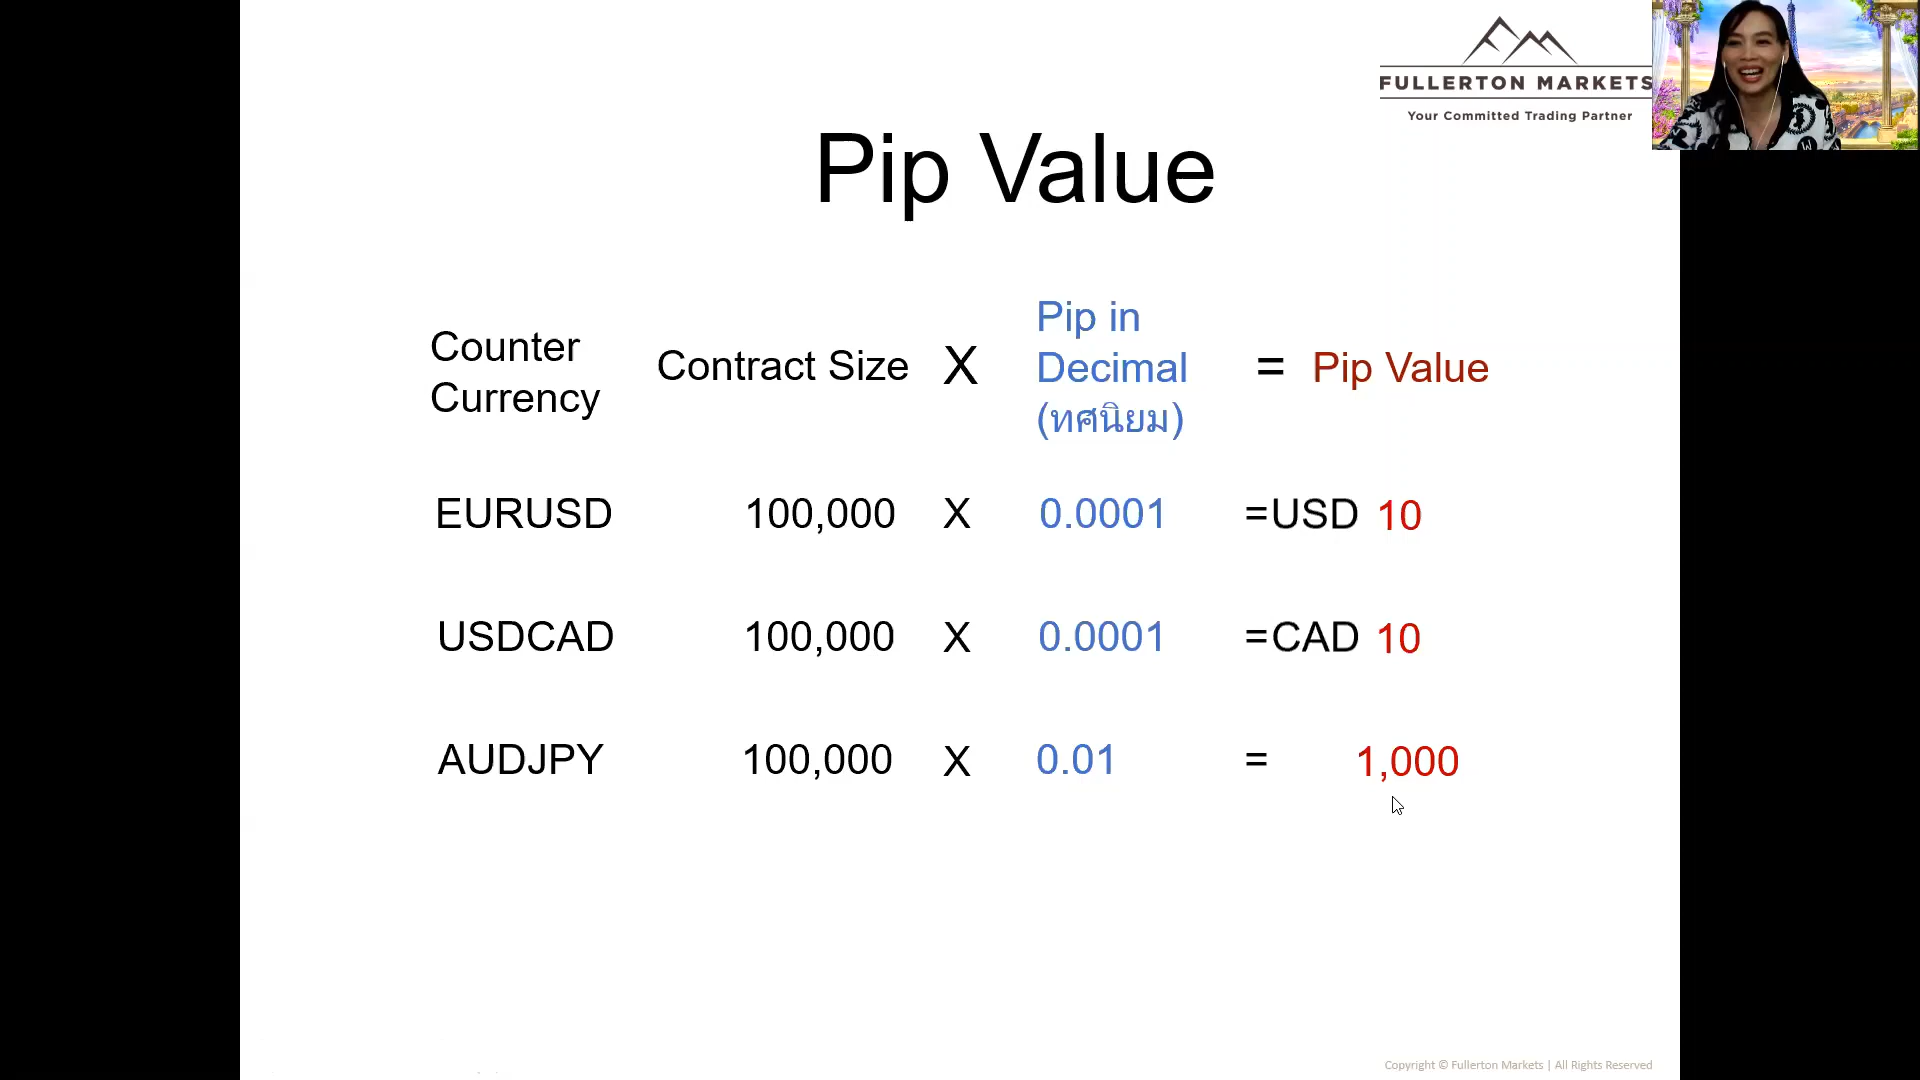 FULLERTON MARKETS
Your Committed Trading Partner
Pip Value
Counter
Currency
Contract Size X
Pip in
Decimal
(ทศนิยม)
= Pip Value
EURUSD 100,000 X 0.0001 =USD 10
USDCAD 100,000 X 0.0001 =CAD 10
AUDJPY 100,000 X 0.01 = 1,000
Copyright © Fullerton Markets | All Rights Reserved